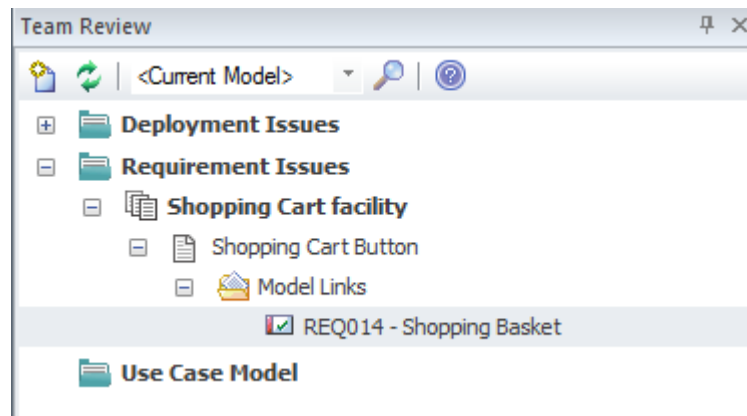 Team Review
<Current Model>
Deployment Issues
Requirement Issues
Shopping Cart facility
Shopping Cart Button
Model Links
REQ014 - Shopping Basket
Use Case Model